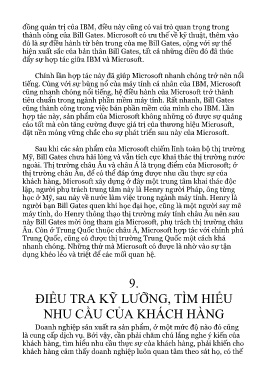 đồng quản trị của IBM, điều này cũng có vai trò quan trọng trong
thành công của Bill Gates. Microsoft có ưu thế về kỹ thuật, thêm vào
đó là sự điều hành từ bên trong của mẹ Bill Gates, cộng với sự thể
hiện xuất sắc của bản thân Bill Gates, tất cả những điều đó đã thúc
đẩy sự hợp tác giữa IBM và Microsoft.
Chính lần hợp tác này đã giúp Microsoft nhanh chóng trở nên nổi
tiếng. Cùng với sự bùng nổ của máy tính cá nhân của IBM, Microsoft
cũng nhanh chóng nổi tiếng, hệ điều hành của Microsoft trở thành
tiêu chuẩn trong ngành phần mềm máy tính. Rất nhanh, Bill Gates
cũng thành công trong việc bán phần mềm của mình cho IBM. Lần
hợp tác này, sản phẩm của Microsoft không những có được sự quảng
cáo tốt mà còn tăng cường được giá trị của thương hiệu Microsoft,
đặt nền móng vững chắc cho sự phát triển sau này của Microsoft.
Sau khi các sản phẩm của Microsoft chiếm lĩnh toàn bộ thị trường
Mỹ, Bill Gates chưa hài lòng và vẫn tích cực khai thác thị trường nước
ngoài. Thị trường châu Âu và châu Á là trọng điểm của Microsoft; ở
thị trường châu Âu, để có thể đáp ứng được nhu cầu thực sự của
khách hàng, Microsoft xây dựng ở đây một trung tâm khai thác độc
lập, người phụ trách trung tâm này là Henry người Pháp, ông từng
học ở Mỹ, sau này về nước làm việc trong ngành máy tính. Henry là
người bạn Bill Gates quen khi học đại học, cũng là một người say mê
máy tính, do Henry thông thạo thị trường máy tính châu Âu nên sau
này Bill Gates mời ông tham gia Microsoft, phụ trách thị trường châu
Âu. Còn ở Trung Quốc thuộc châu Á, Microsoft hợp tác với chính phủ
Trung Quốc, cũng có được thị trường Trung Quốc một cách khá
nhanh chóng. Những thứ mà Microsoft có được là nhờ vào sự tận
dụng khéo léo và triệt để các mối quan hệ.
9.
ĐIỀU TRA KỸ LƯỠNG, TÌM HIỂU
NHU CẦU CỦA KHÁCH HÀNG
Doanh nghiệp sản xuất ra sản phẩm, ở một mức độ nào đó cũng
là cung cấp dịch vụ. Bởi vậy, cần phải chăm chú lắng nghe ý kiến của
khách hàng, tìm hiểu nhu cầu thực sự của khách hàng, phải khiến cho
khách hàng cảm thấy doanh nghiệp luôn quan tâm theo sát họ, có thể